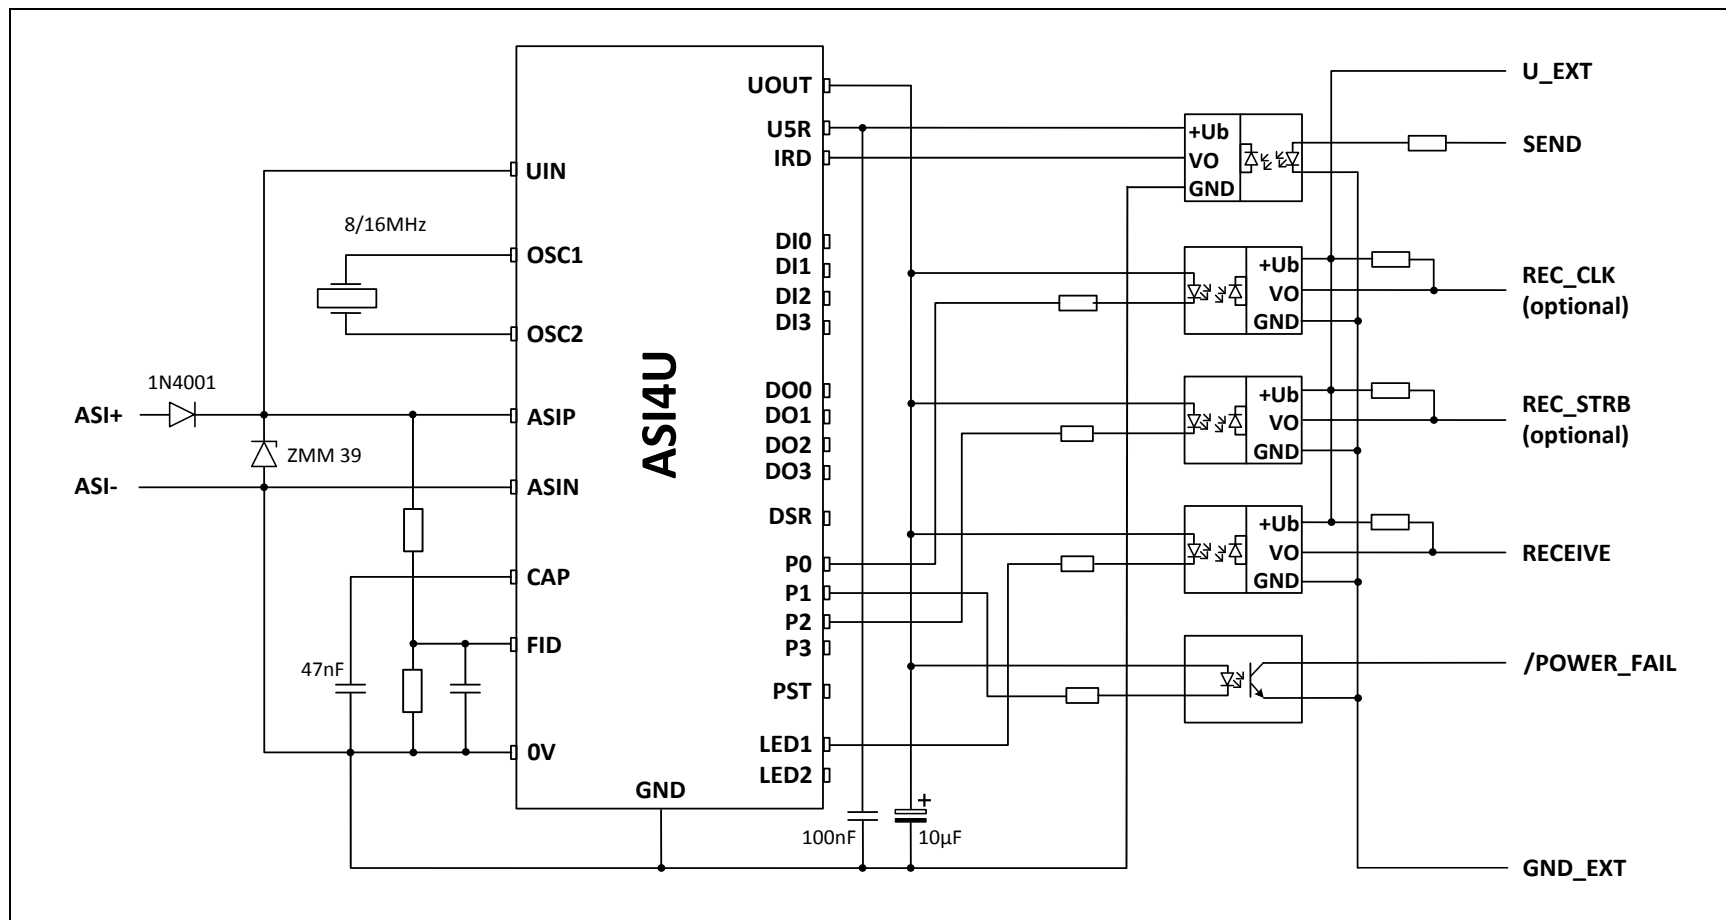 UOUT
U_EXT
U5R
+Ub
SEND
IRD
VO
UIN
GND
8/16MHz
OSC1
DI0
DI1
+Ub
REC_CLK
DI2
VO
(optional)
DI3
GND
OSC2
ASI4U
1N4001
DO0
+Ub
REC_STRB
ASI+
ASIP
DO1
VO
(optional)
ZMM 39
DO2
GND
DO3
ASI-
ASIN
DSR
+Ub
VO
RECEIVE
P0
CAP
GND
P1
P2
FID
P3
47nF
/POWER_FAIL
PST
LED1
0V
LED2
GND
+
100nF
10µF
GND_EXT